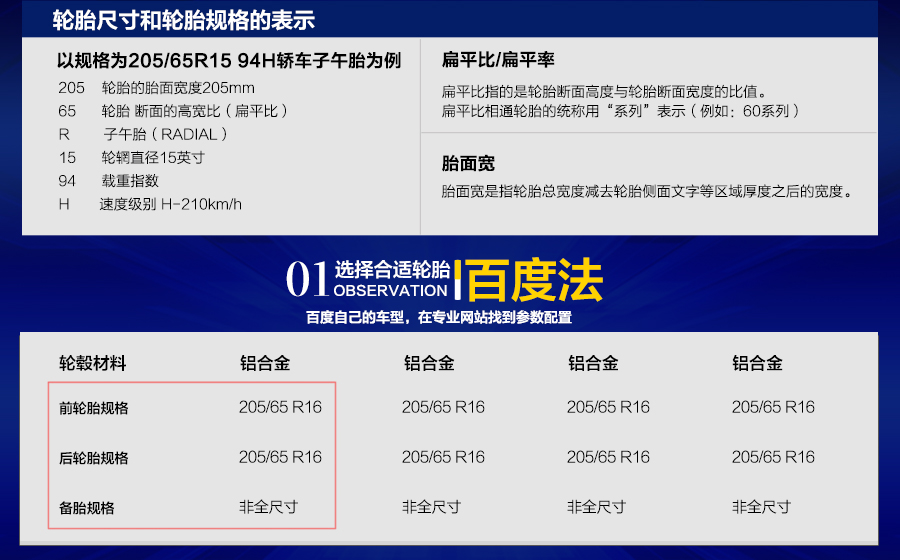 轮胎尺寸和轮胎规格的表示
以规格为205/65R15 94H轿车子午胎为例
205 轮胎的胎面宽度205mm
65 轮胎 断面的高宽比(扁平比)
R 子午胎(RADIAL)
15 轮辋直径15英寸
94 载重指数
H 速度级别 H-210km/h
扁平比/扁平率
扁平比指的是轮胎断面高度与轮胎断面宽度的比值。
扁平比相通轮胎的统称用“系列”表示(例如:60系列)
胎面宽
胎面宽是指轮胎总宽度减去轮胎侧面文字等区域厚度之后的宽度。
01 选择合适轮胎 百度法
OBSERVATION
百度自己的车型,在专业网站找到参数配置
轮毂材料 铝合金 铝合金 铝合金 铝合金
前轮胎规格 205/65 R16 205/65 R16 205/65 R16 205/65 R16
后轮胎规格 205/65 R16 205/65 R16 205/65 R16 205/65 R16
备胎规格 非全尺寸 非全尺寸 非全尺寸 非全尺寸